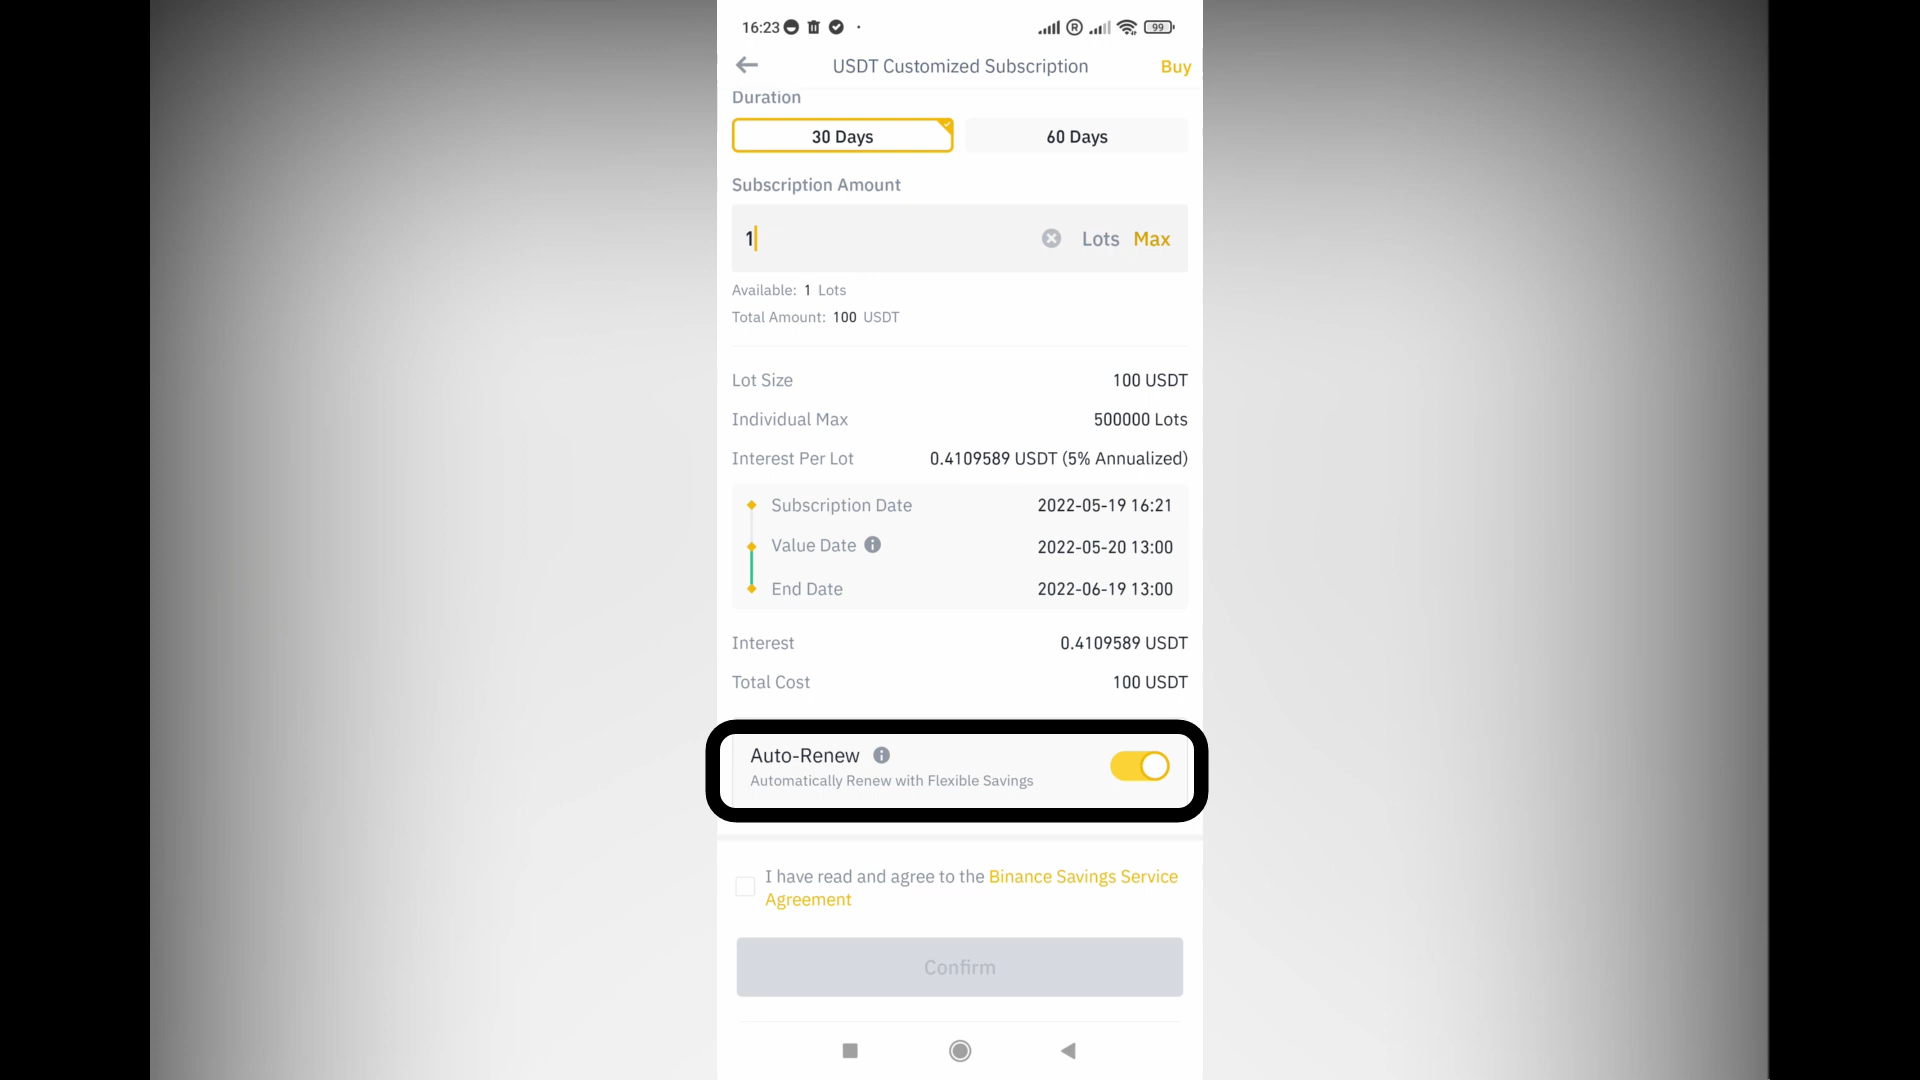 16:23
99
USDT Customized Subscription
Buy
Duration
30 Days
60 Days
Subscription Amount
1
Lots Max
Available: 1 Lots
Total Amount: 100 USDT
Lot Size 100 USDT
Individual Max 500000 Lots
Interest Per Lot 0.4109589 USDT (5% Annualized)
Subscription Date 2022-05-19 16:21
Value Date 2022-05-20 13:00
End Date 2022-06-19 13:00
Interest 0.4109589 USDT
Total Cost 100 USDT
Auto-Renew
Automatically Renew with Flexible Savings
I have read and agree to the Binance Savings Service
Agreement
Confirm